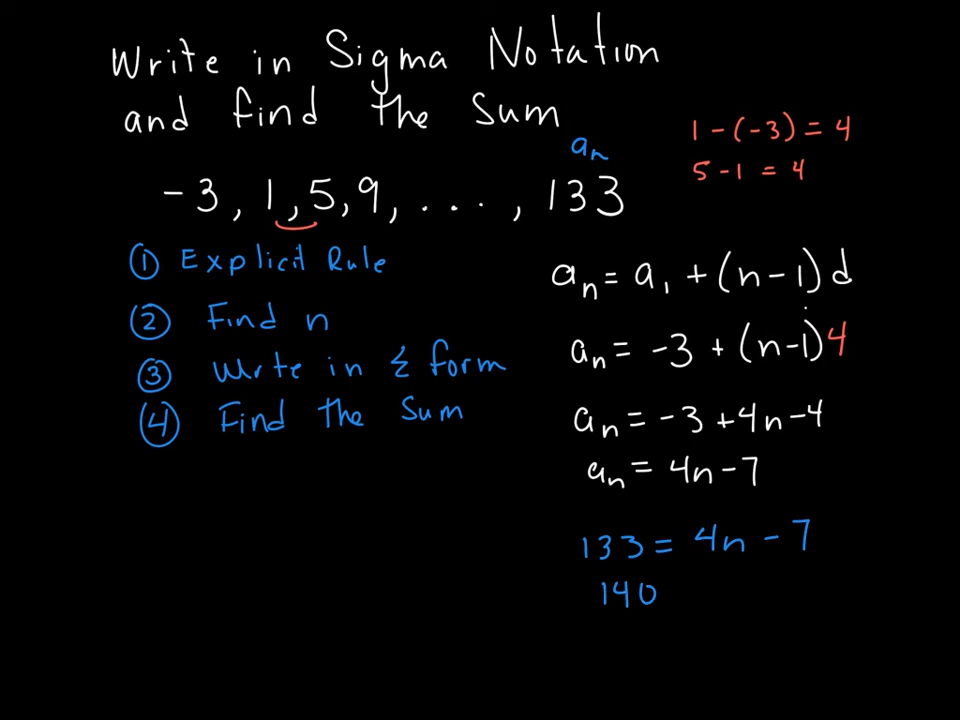 Write in Sigma Notation
and find the Sum
1 - (-3) = 4
5 - 1 = 4
aₙ
-3, 1, 5, 9, . . . , 133
① Explicit Rule
② Find n
③ Write in Σ form
④ Find the Sum
aₙ = a₁ + (n-1)d
aₙ = -3 + (n-1)4
aₙ = -3 + 4n - 4
aₙ = 4n - 7
133 = 4n - 7
140